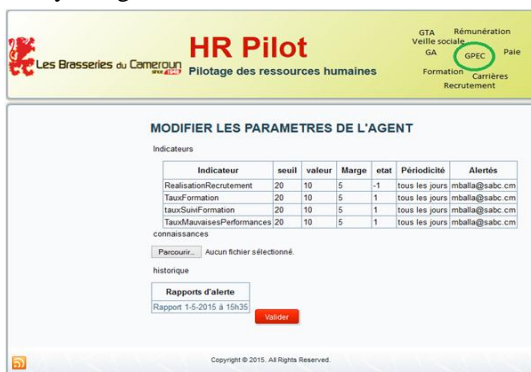 Les Brasseries du Cameroun
HR Pilot
Pilotage des ressources humaines
GTA Rémunération
Veille sociale
GA GPEC Paie
Formation Carrières
Recrutement
MODIFIER LES PARAMETRES DE L'AGENT
Indicateurs
Indicateur seuil valeur Marge etat Périodicité Alertés
RealisationRecrutement 20 10 5 -1 tous les jours mballa@sabc.cm
TauxFormation 20 10 5 1 tous les jours mballa@sabc.cm
tauxSuiviFormation 20 10 5 1 tous les jours mballa@sabc.cm
TauxMauvaisesPerformances 20 10 5 1 tous les jours mballa@sabc.cm
connaissances
Parcourir... Aucun fichier sélectionné.
historique
Rapports d'alerte
Rapport 1-5-2015 à 15h35
Valider
Copyright © 2015. All Rights Reserved.